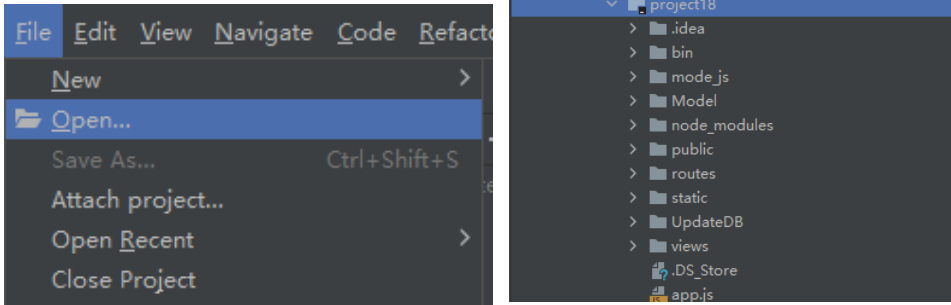 File Edit View Navigate Code Refacto
New
Open...
Save As... Ctrl+Shift+S
Attach project...
Open Recent
Close Project
project18
.idea
bin
mode_js
Model
node_modules
public
routes
static
UpdateDB
views
.DS_Store
app.js